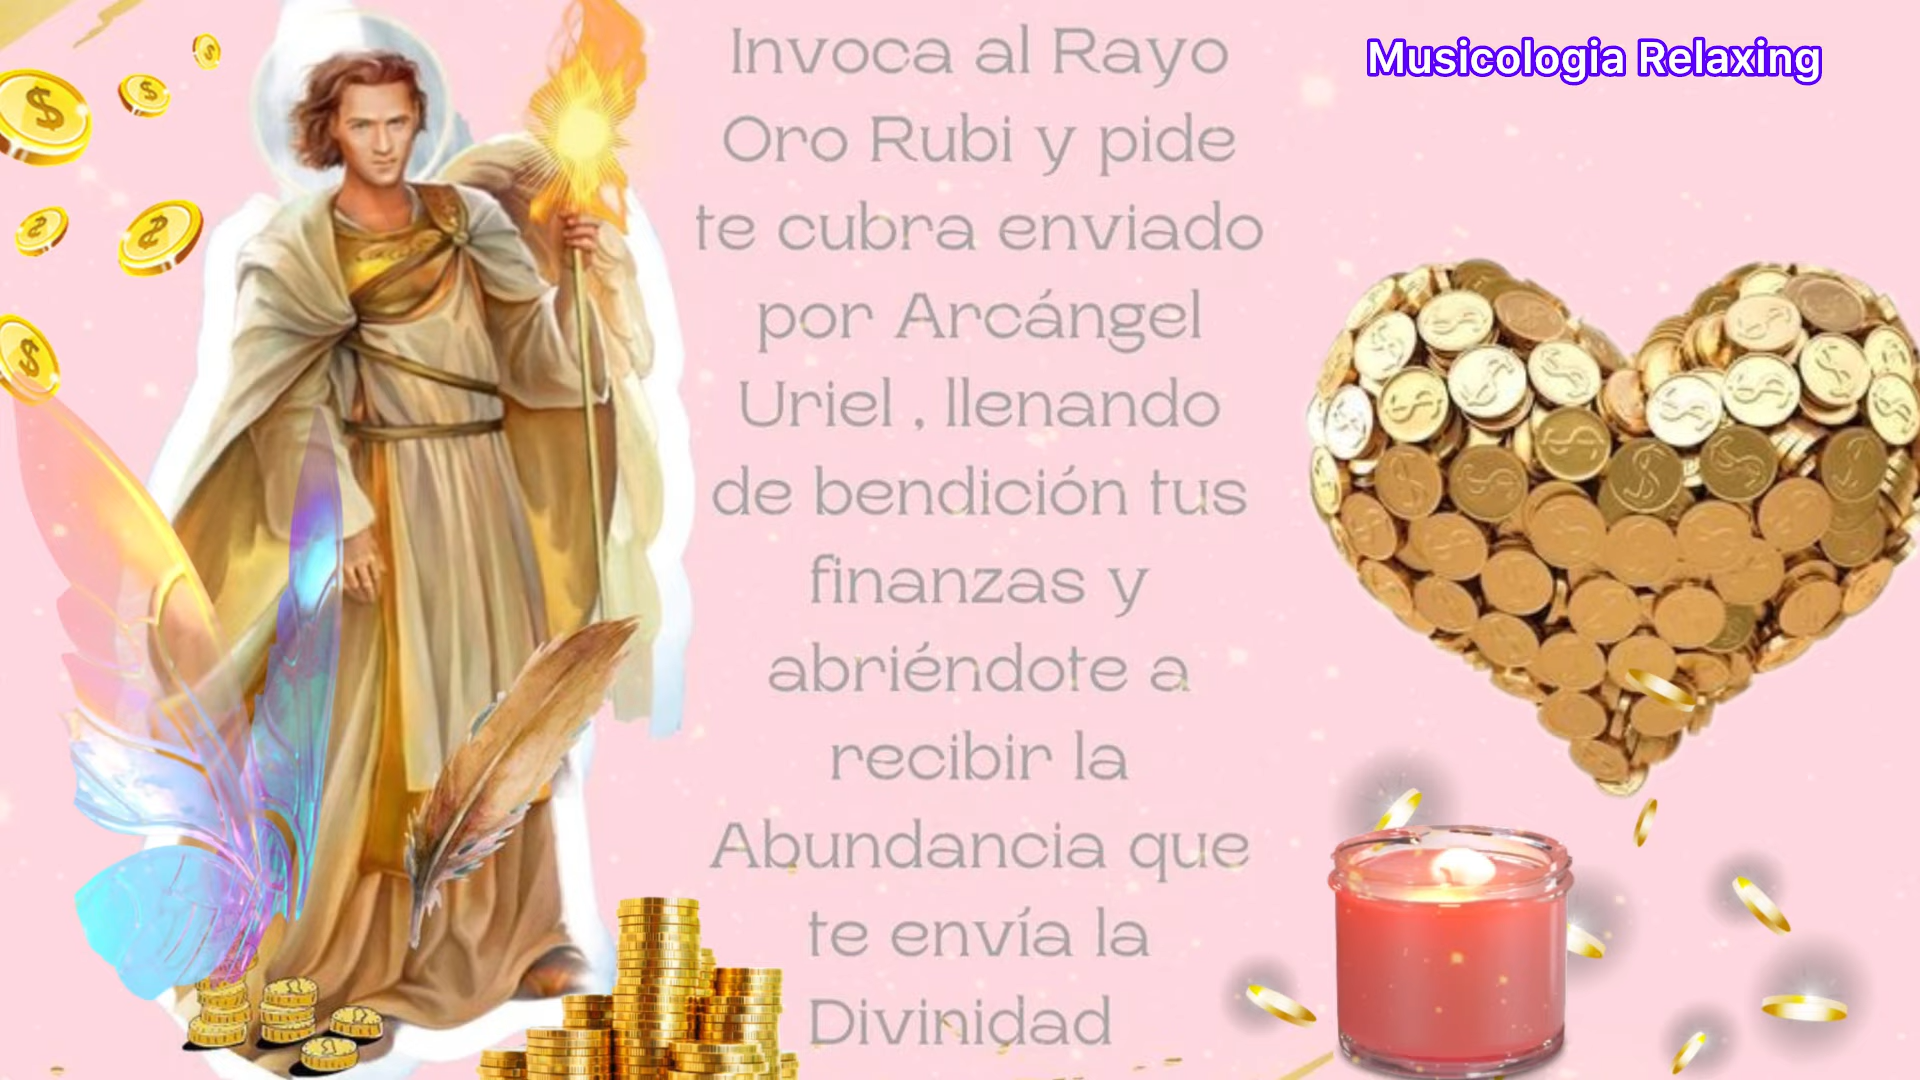 Invoca al Rayo
Oro Rubi y pide
te cubra enviado
por Arcángel
Uriel , llenando
de bendición tus
finanzas y
abriéndote a
recibir la
Abundancia que
te envía la
Divinidad
Musicologia Relaxing